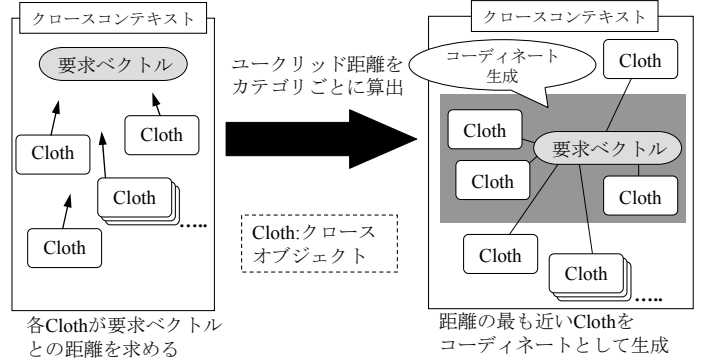 クロースコンテキスト
要求ベクトル
Cloth
Cloth
Cloth
Cloth
.....
各Clothが要求ベクトル
との距離を求める
ユークリッド距離を
カテゴリごとに算出
Cloth:クロース
オブジェクト
クロースコンテキスト
コーディネート
生成
Cloth
Cloth
要求ベクトル
Cloth
Cloth
Cloth
Cloth
.....
距離の最も近いClothを
コーディネートとして生成